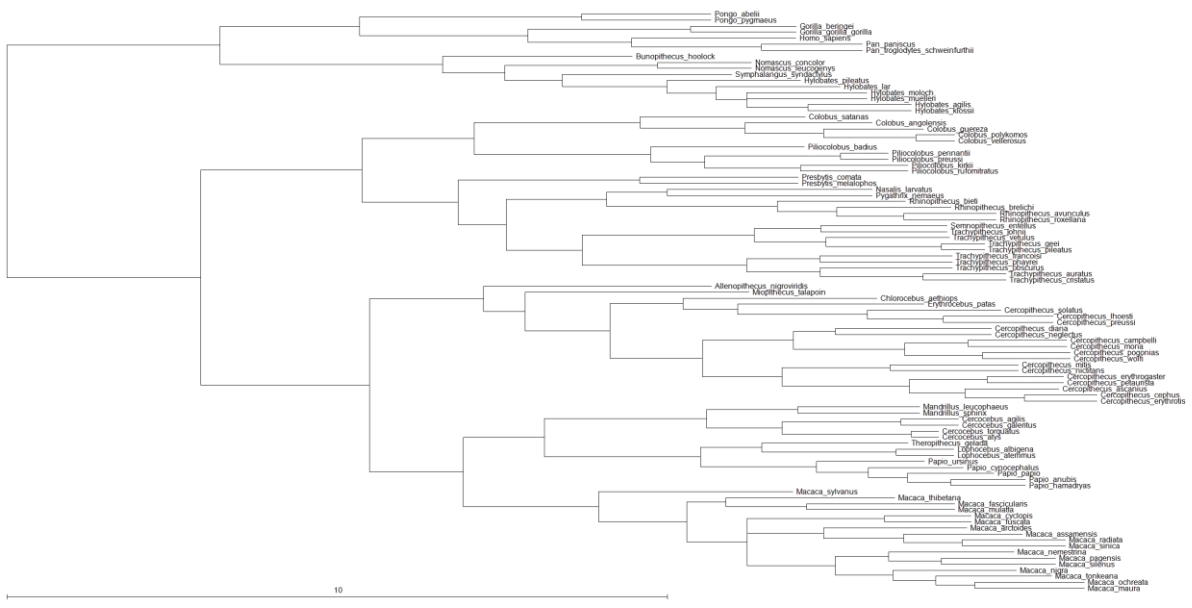 Pongo_abelii
Pongo_pygmaeus
Gorilla_beringei
Gorilla_gorilla_gorilla
Homo_sapiens
Pan_paniscus
Pan_troglodytes_schweinfurthii
Bunopithecus_hoolock
Nomascus_concolor
Nomascus_leucogenys
Symphalangus_syndactylus
Hylobates_pileatus
Hylobates_lar
Hylobates_moloch
Hylobates_muelleri
Hylobates_agilis
Hylobates_klossii
Colobus_satanas
Colobus_angolensis
Colobus_guereza
Colobus_polykomos
Colobus_vellerosus
Piliocolobus_badius
Piliocolobus_pennantii
Piliocolobus_preussi
Piliocolobus_kirkii
Piliocolobus_rufomitratus
Presbytis_comata
Presbytis_melalophos
Nasalis_larvatus
Pygathrix_nemaeus
Rhinopithecus_bieti
Rhinopithecus_brelichi
Rhinopithecus_avunculus
Rhinopithecus_roxellana
Semnopithecus_entellus
Trachypithecus_johnii
Trachypithecus_vetulus
Trachypithecus_geei
Trachypithecus_pileatus
Trachypithecus_francoisi
Trachypithecus_phayrei
Trachypithecus_obscurus
Trachypithecus_auratus
Trachypithecus_cristatus
Allenopithecus_nigroviridis
Miopithecus_talapoin
Chlorocebus_aethiops
Erythrocebus_patas
Cercopithecus_solatus
Cercopithecus_lhoesti
Cercopithecus_preussi
Cercopithecus_diana
Cercopithecus_neglectus
Cercopithecus_campbelli
Cercopithecus_mona
Cercopithecus_pogonias
Cercopithecus_wolfi
Cercopithecus_mitis
Cercopithecus_nictitans
Cercopithecus_erythrogaster
Cercopithecus_petaurista
Cercopithecus_ascanius
Cercopithecus_cephus
Cercopithecus_erythrotis
Mandrillus_leucophaeus
Mandrillus_sphinx
Cercocebus_agilis
Cercocebus_galeritus
Cercocebus_torquatus
Cercocebus_atys
Theropithecus_gelada
Lophocebus_albigena
Lophocebus_aterrimus
Papio_ursinus
Papio_cynocephalus
Papio_papio
Papio_anubis
Papio_hamadryas
Macaca_sylvanus
Macaca_thibetana
Macaca_fascicularis
Macaca_mulatta
Macaca_cyclopis
Macaca_fuscata
Macaca_arctoides
Macaca_assamensis
Macaca_radiata
Macaca_sinica
Macaca_nemestrina
Macaca_pagensis
Macaca_silenus
Macaca_nigra
Macaca_tonkeana
Macaca_ochreata
Macaca_maura
10